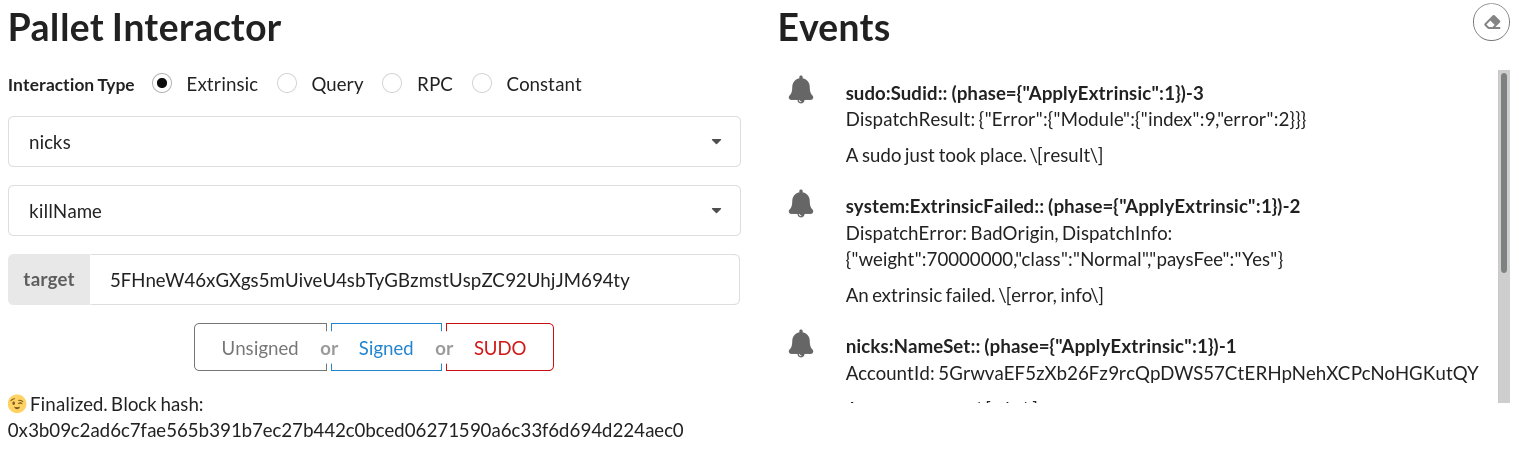 Pallet Interactor
Interaction Type Extrinsic Query RPC Constant
nicks
killName
target 5FHneW46xGXgs5mUiveU4sbTyGBzmstUspZC92UhjJM694ty
Unsigned or Signed or SUDO
😉 Finalized. Block hash:
0x3b09c2ad6c7fae565b391b7ec27b442c0bced06271590a6c33f6d694d224aec0
Events
sudo:Sudid:: (phase={"ApplyExtrinsic":1})-3
DispatchResult: {"Error":{"Module":{"index":9,"error":2}}}
A sudo just took place. \[result\]
system:ExtrinsicFailed:: (phase={"ApplyExtrinsic":1})-2
DispatchError: BadOrigin, DispatchInfo:
{"weight":70000000,"class":"Normal","paysFee":"Yes"}
An extrinsic failed. \[error, info\]
nicks:NameSet:: (phase={"ApplyExtrinsic":1})-1
AccountId: 5GrwvaEF5zXb26Fz9rcQpDWS57CtERHpNehXCPcNoHGKutQY